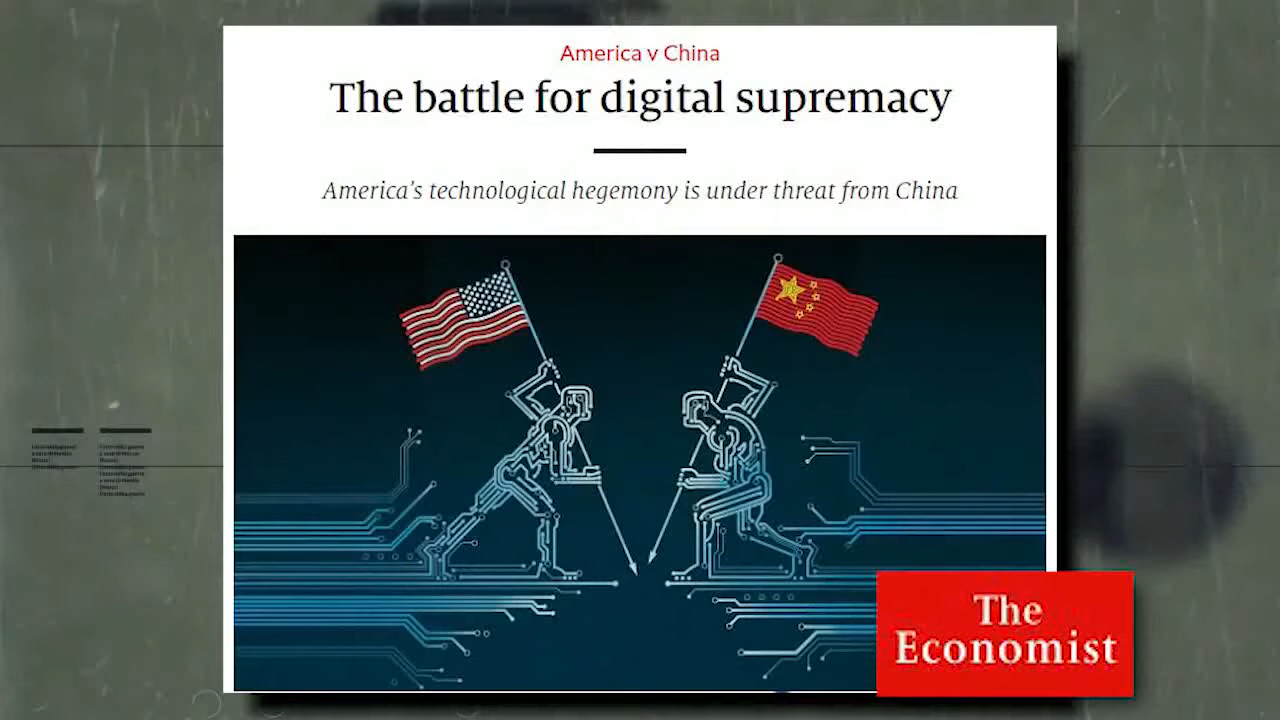 America v China
The battle for digital supremacy
America's technological hegemony is under threat from China
The
Economist